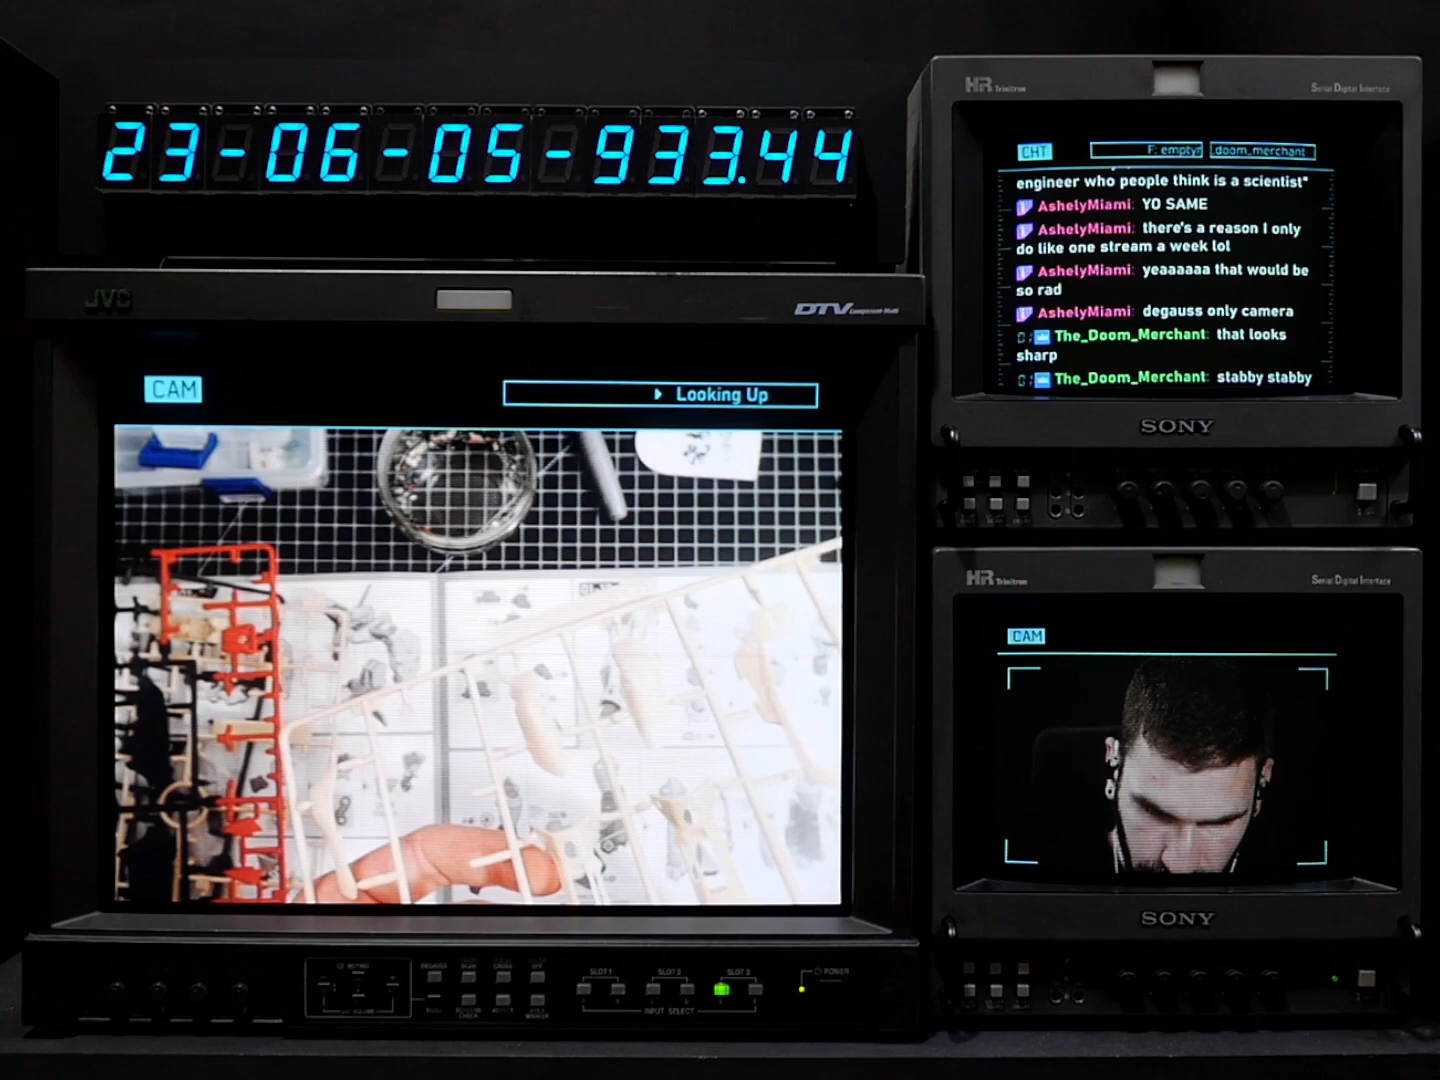 23-06-05-933.44
JVC
DTV
CAM
Looking Up
DEGAUSS
SLOT 1
SLOT 2
SLOT 3
POWER
INPUT SELECT
HR Trinitron
Serial Digital Interface
CHT
F: emptyr
doom_merchant
engineer who people think is a scientist"
AshelyMiami: YO SAME
AshelyMiami: there's a reason I only
do like one stream a week lol
AshelyMiami: yeaaaaaa that would be
so rad
AshelyMiami: degauss only camera
The_Doom_Merchant: that looks
sharp
The_Doom_Merchant: stabby stabby
SONY
HR Trinitron
Serial Digital Interface
CAM
SONY